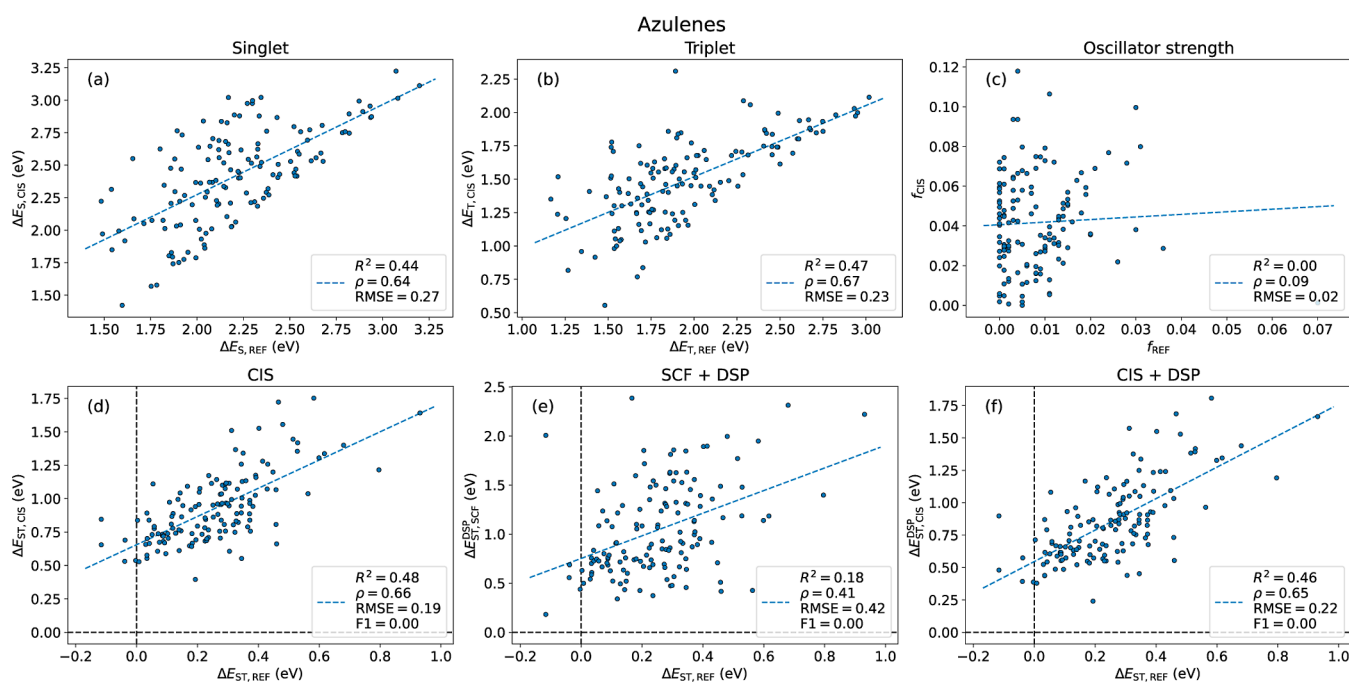 Azulenes
Singlet
(a)
ΔE_S,CIS (eV)
3.25
3.00
2.75
2.50
2.25
2.00
1.75
1.50
R² = 0.44
ρ = 0.64
RMSE = 0.27
1.50 1.75 2.00 2.25 2.50 2.75 3.00 3.25
ΔE_S,REF (eV)
Triplet
(b)
ΔE_T,CIS (eV)
2.25
2.00
1.75
1.50
1.25
1.00
0.75
0.50
R² = 0.47
ρ = 0.67
RMSE = 0.23
1.00 1.25 1.50 1.75 2.00 2.25 2.50 2.75 3.00
ΔE_T,REF (eV)
Oscillator strength
(c)
f_CIS
0.12
0.10
0.08
0.06
0.04
0.02
0.00
R² = 0.00
ρ = 0.09
RMSE = 0.02
0.00 0.01 0.02 0.03 0.04 0.05 0.06 0.07
f_REF
CIS
(d)
ΔE_ST,CIS (eV)
1.75
1.50
1.25
1.00
0.75
0.50
0.25
0.00
R² = 0.48
ρ = 0.66
RMSE = 0.19
F1 = 0.00
−0.2 0.0 0.2 0.4 0.6 0.8 1.0
ΔE_ST,REF (eV)
SCF + DSP
(e)
ΔE^DSP_ST,SCF (eV)
2.5
2.0
1.5
1.0
0.5
0.0
R² = 0.18
ρ = 0.41
RMSE = 0.42
F1 = 0.00
−0.2 0.0 0.2 0.4 0.6 0.8 1.0
ΔE_ST,REF (eV)
CIS + DSP
(f)
ΔE^DSP_ST,CIS (eV)
1.75
1.50
1.25
1.00
0.75
0.50
0.25
0.00
R² = 0.46
ρ = 0.65
RMSE = 0.22
F1 = 0.00
−0.2 0.0 0.2 0.4 0.6 0.8 1.0
ΔE_ST,REF (eV)